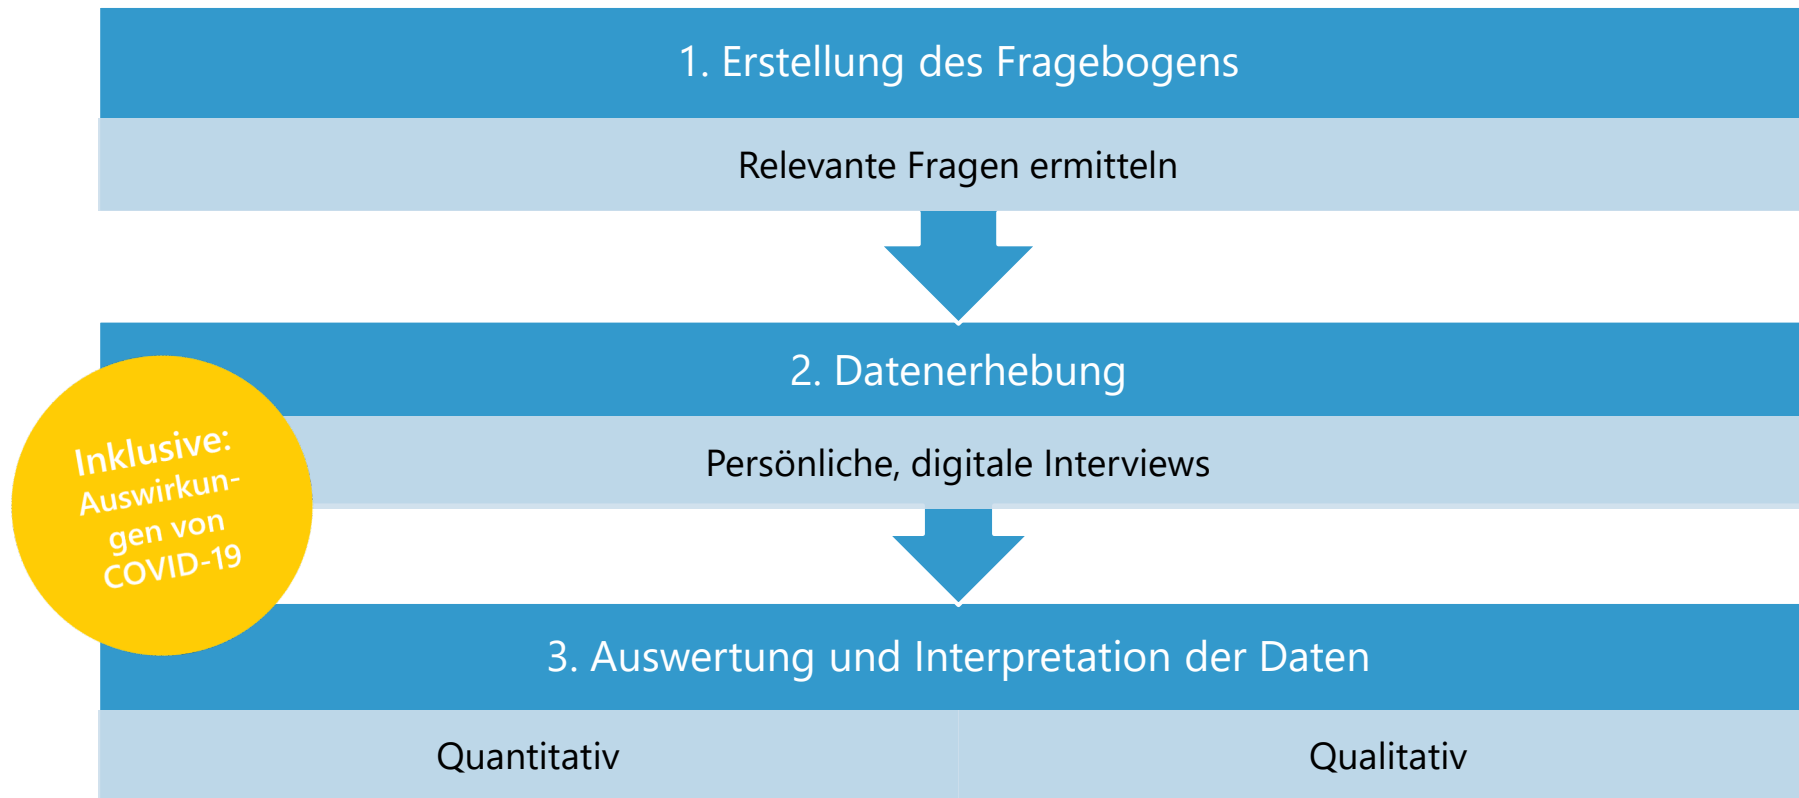 1. Erstellung des Fragebogens
Relevante Fragen ermitteln
2. Datenerhebung
Persönliche, digitale Interviews
Inklusive:
Auswirkun-
gen von
COVID-19
3. Auswertung und Interpretation der Daten
Quantitativ
Qualitativ